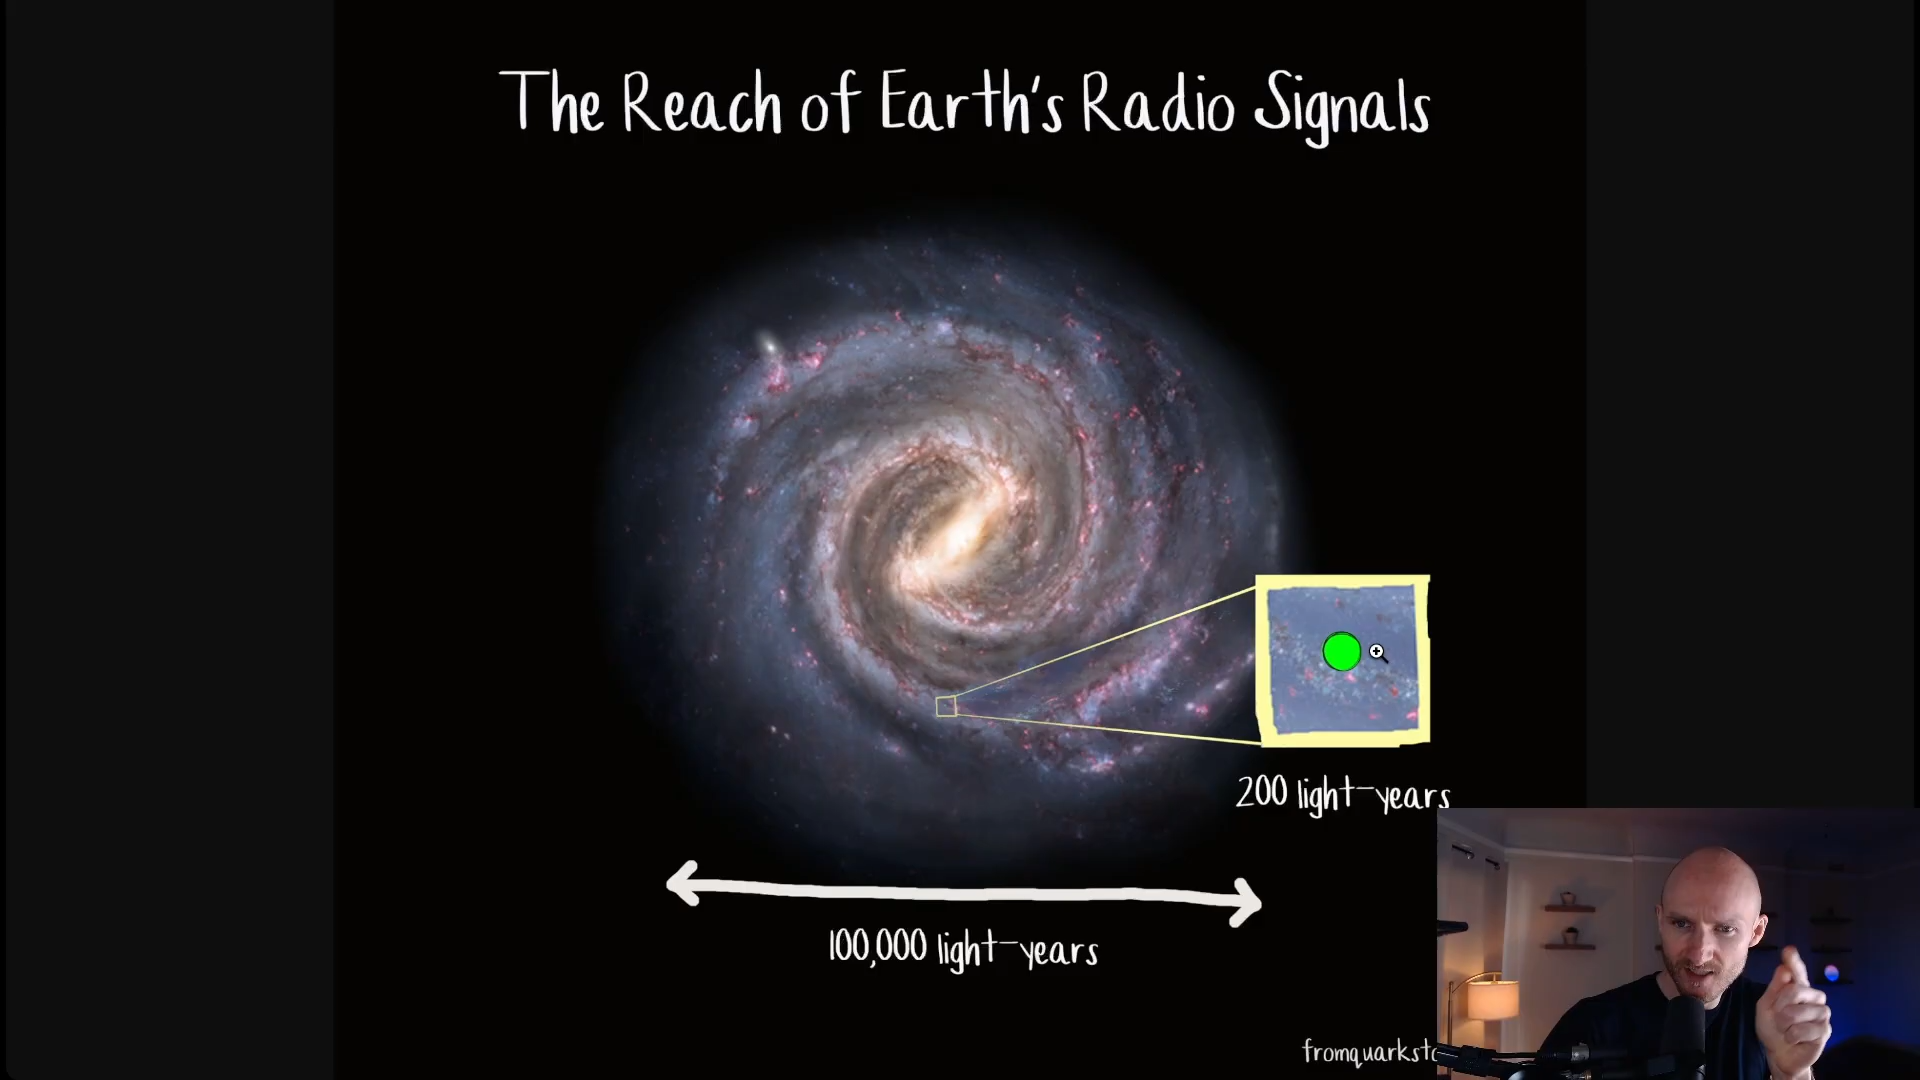 The Reach of Earth's Radio Signals
200 light-years
100,000 light-years
fromquarksto